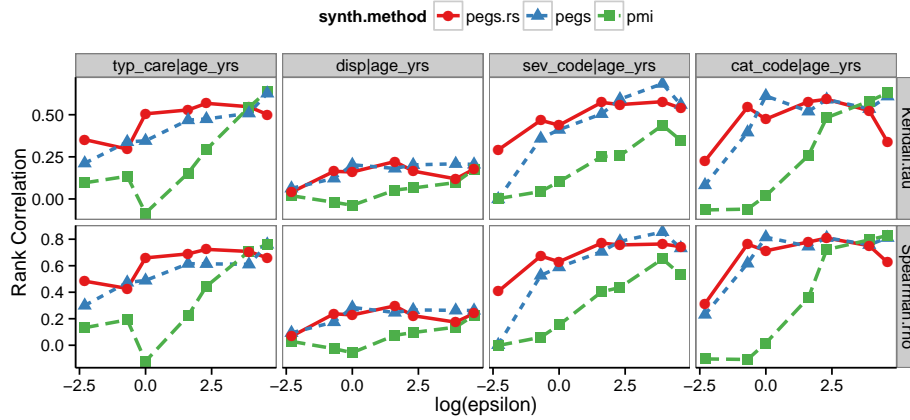 synth.method pegs.rs pegs pmi
typ_care|age_yrs disp|age_yrs sev_code|age_yrs cat_code|age_yrs
Rank Correlation
0.50
0.25
0.00
Kendall.tau
0.8
0.6
0.4
0.2
0.0
Spearman.rho
−2.5 0.0 2.5 −2.5 0.0 2.5 −2.5 0.0 2.5 −2.5 0.0 2.5
log(epsilon)